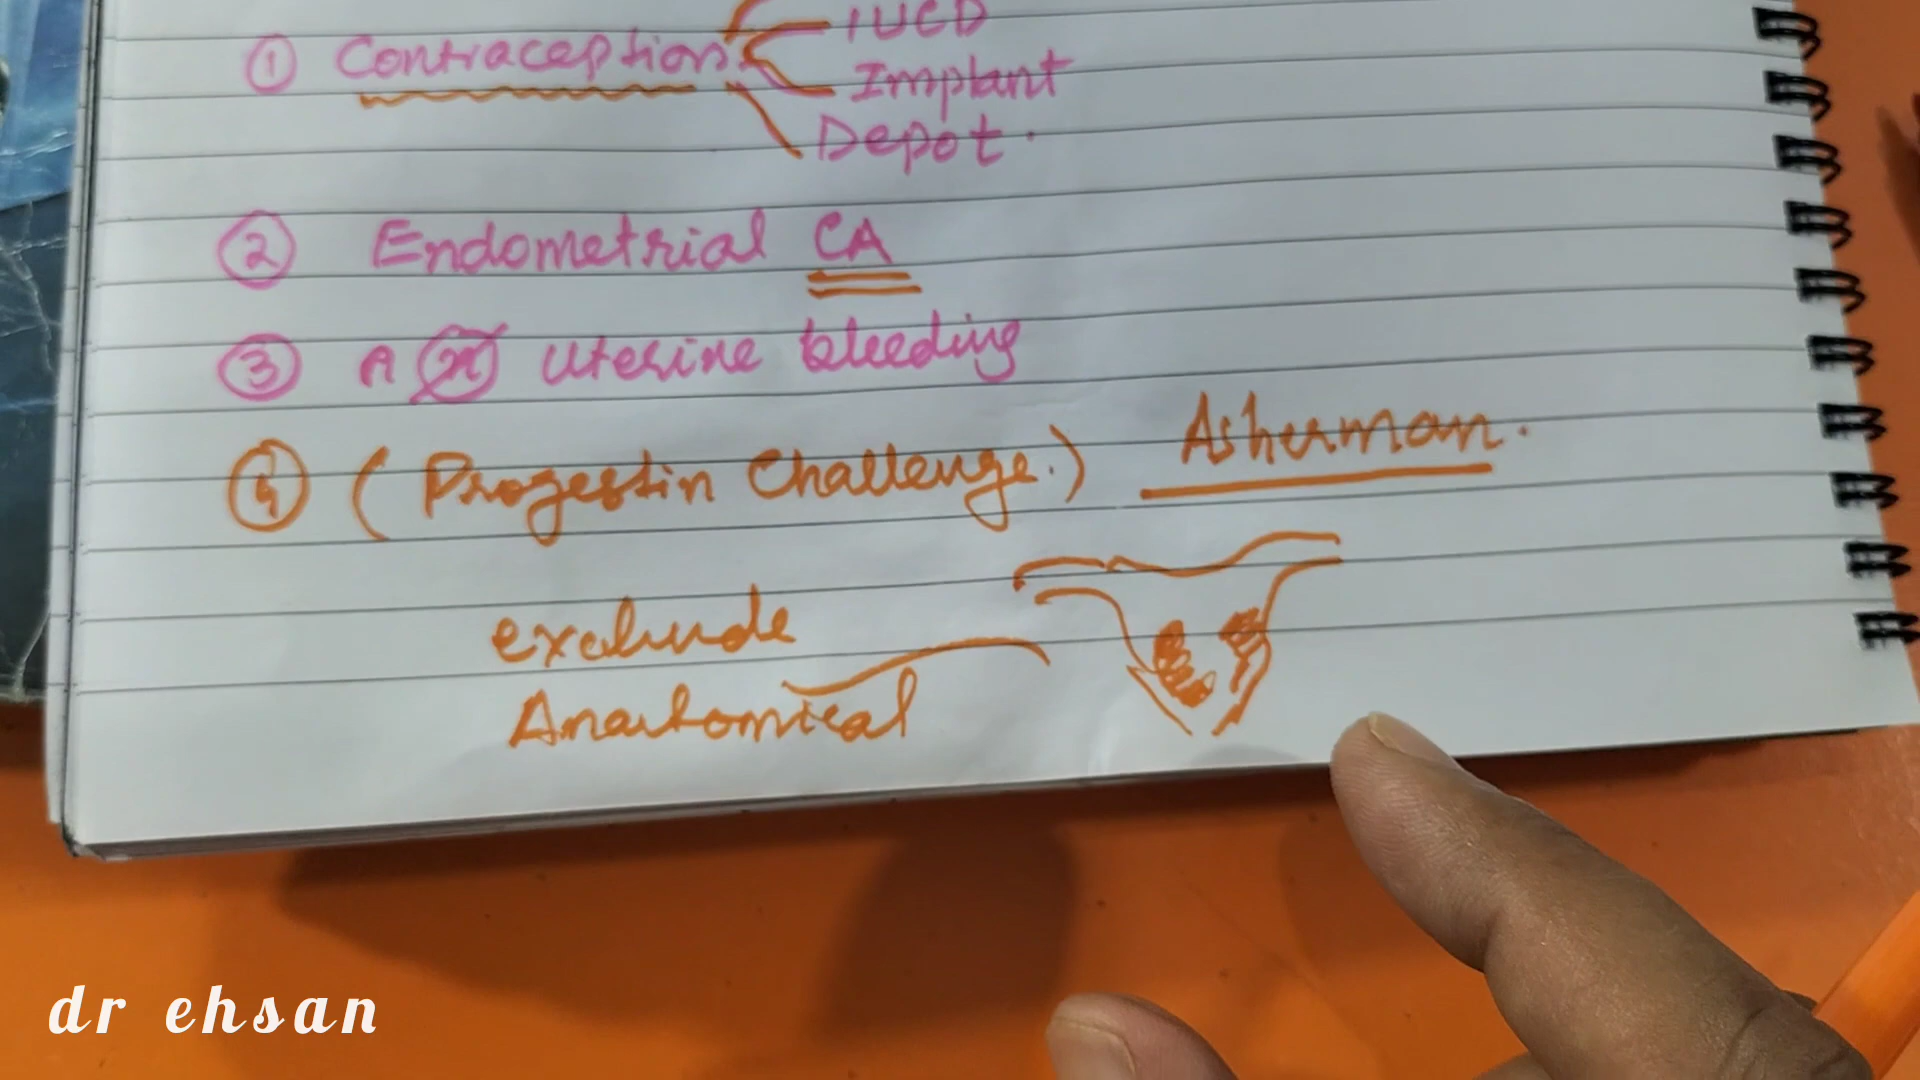 ① Contraception IUCD
Implant
Depot.
② Endometrial CA
③ A n uterine bleeding
④ (Progestin Challenge.) Asherman.
exclude
Anatomical
dr ehsan